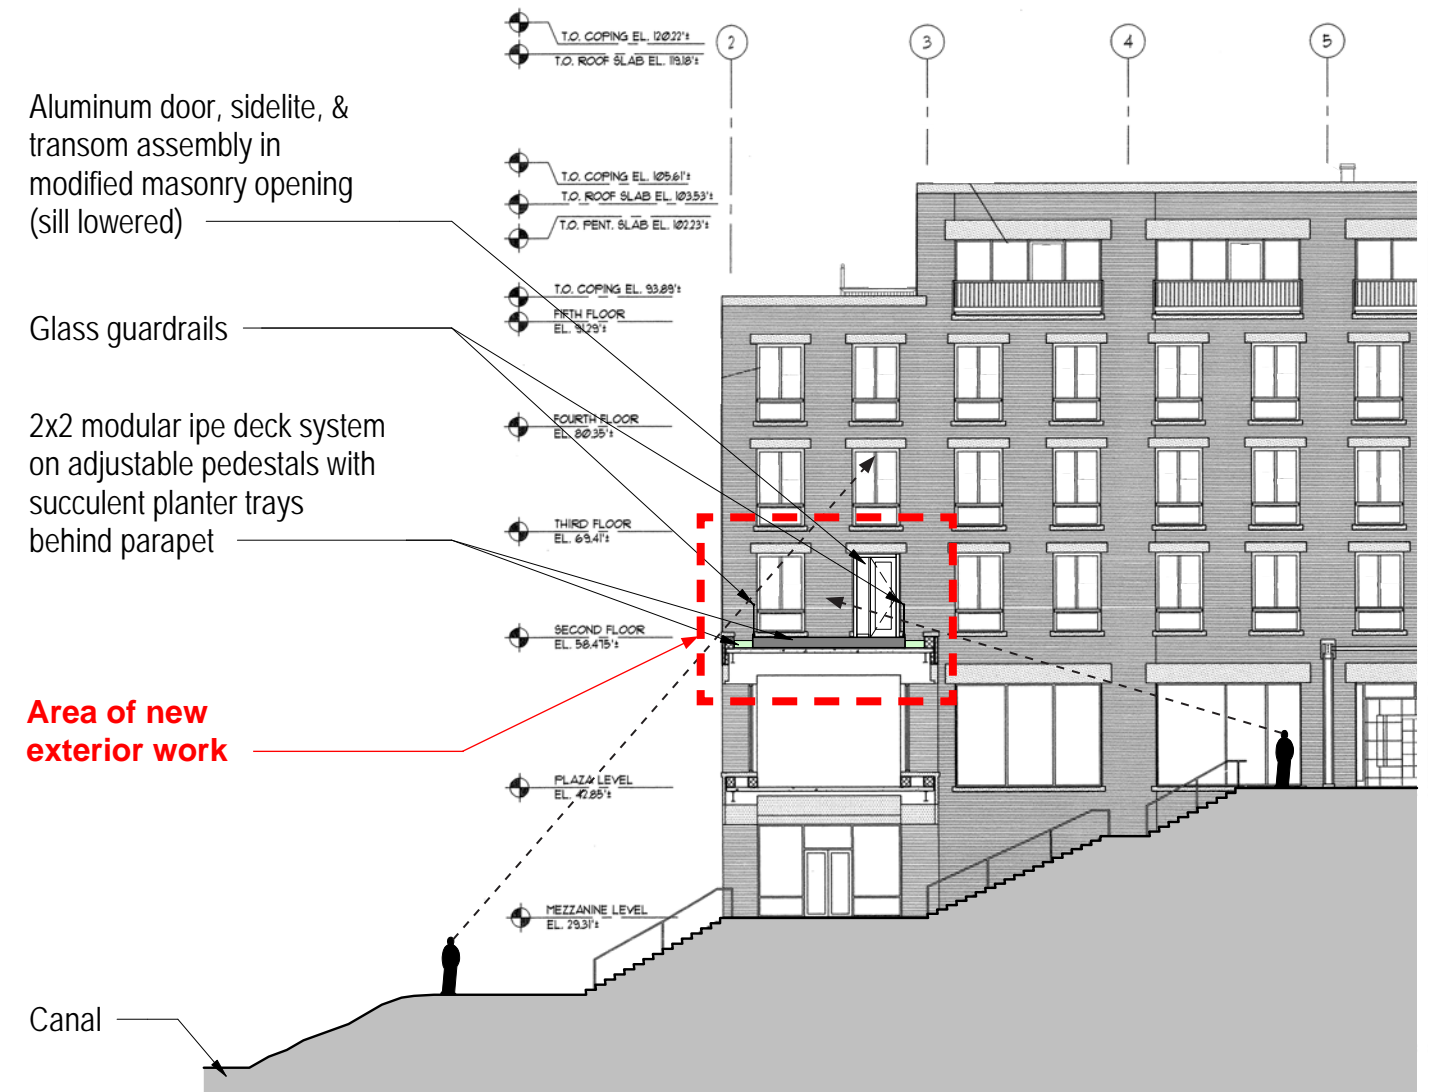 T.O. COPING EL. 120.22'±
T.O. ROOF SLAB EL. 119.18'±
2
3
4
5
Aluminum door, sidelite, &
transom assembly in
modified masonry opening
(sill lowered)
T.O. COPING EL. 105.61'±
T.O. ROOF SLAB EL. 103.53'±
T.O. PENT. SLAB EL. 102.23'±
T.O. COPING EL. 93.89'±
FIFTH FLOOR
EL. 91.29'±
Glass guardrails
2x2 modular ipe deck system
on adjustable pedestals with
succulent planter trays
behind parapet
FOURTH FLOOR
EL. 80.35'±
THIRD FLOOR
EL. 69.41'±
SECOND FLOOR
EL. 58.475'±
Area of new
exterior work
PLAZA LEVEL
EL. 42.85'±
MEZZANINE LEVEL
EL. 29.31'±
Canal